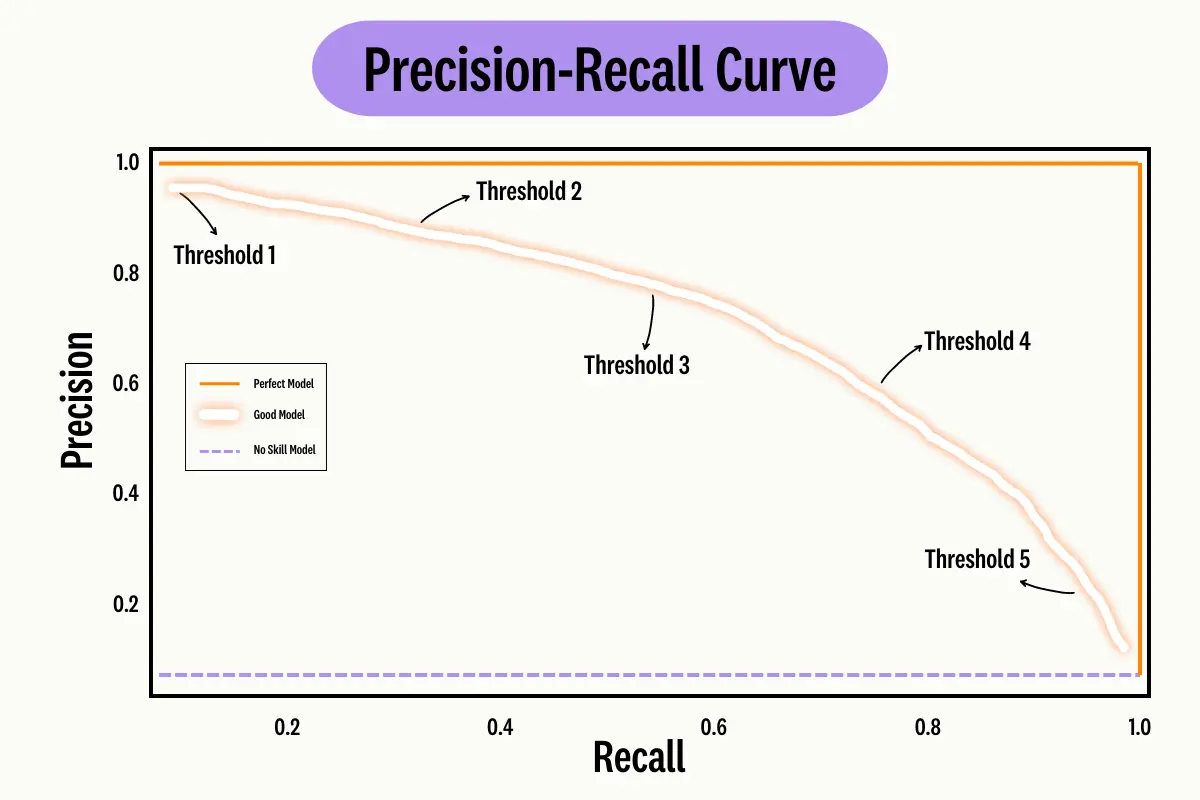 Precision-Recall Curve
1.0
Threshold 2
Threshold 1
0.8
Threshold 4
Threshold 3
Precision
0.6
Perfect Model
Good Model
No Skill Model
0.4
Threshold 5
0.2
0.2 0.4 0.6 0.8 1.0
Recall